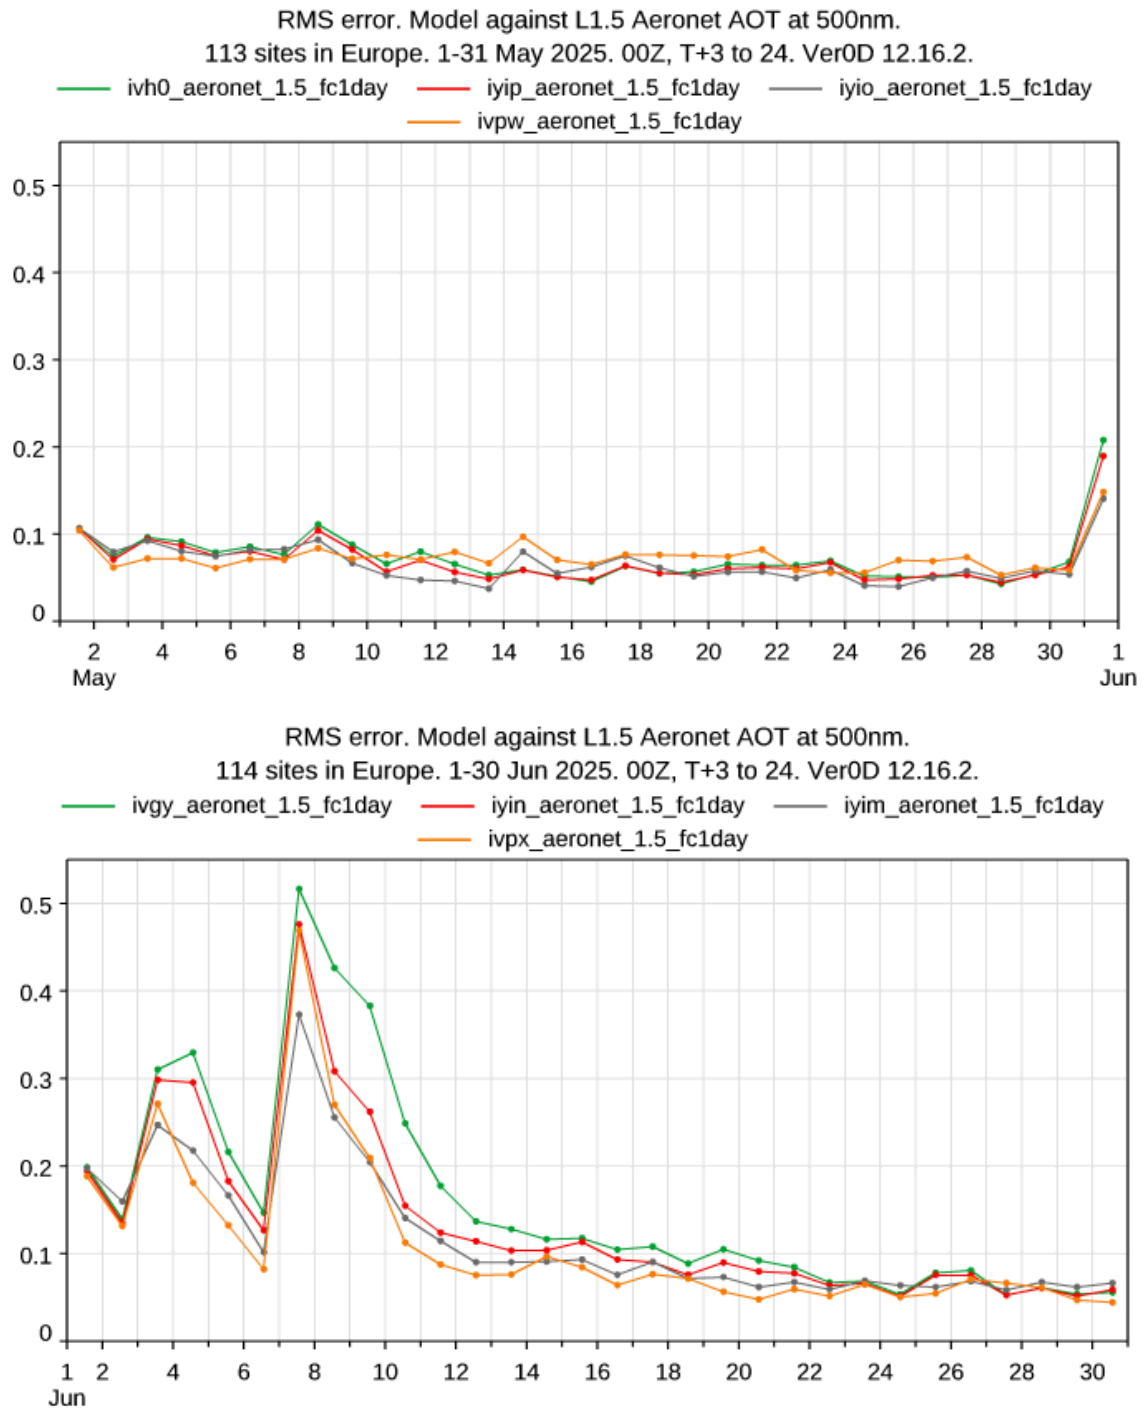 RMS error. Model against L1.5 Aeronet AOT at 500nm.
113 sites in Europe. 1-31 May 2025. 00Z, T+3 to 24. Ver0D 12.16.2.
ivh0_aeronet_1.5_fc1day iyip_aeronet_1.5_fc1day iyio_aeronet_1.5_fc1day
ivpw_aeronet_1.5_fc1day
0.5
0.4
0.3
0.2
0.1
0
2 4 6 8 10 12 14 16 18 20 22 24 26 28 30 1
May Jun
RMS error. Model against L1.5 Aeronet AOT at 500nm.
114 sites in Europe. 1-30 Jun 2025. 00Z, T+3 to 24. Ver0D 12.16.2.
ivgy_aeronet_1.5_fc1day iyin_aeronet_1.5_fc1day iyim_aeronet_1.5_fc1day
ivpx_aeronet_1.5_fc1day
0.5
0.4
0.3
0.2
0.1
0
1 2 4 6 8 10 12 14 16 18 20 22 24 26 28 30
Jun